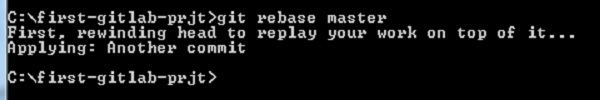 C:\first-gitlab-prjt>git rebase master
First, rewinding head to replay your work on top of it...
Applying: Another commit
C:\first-gitlab-prjt>